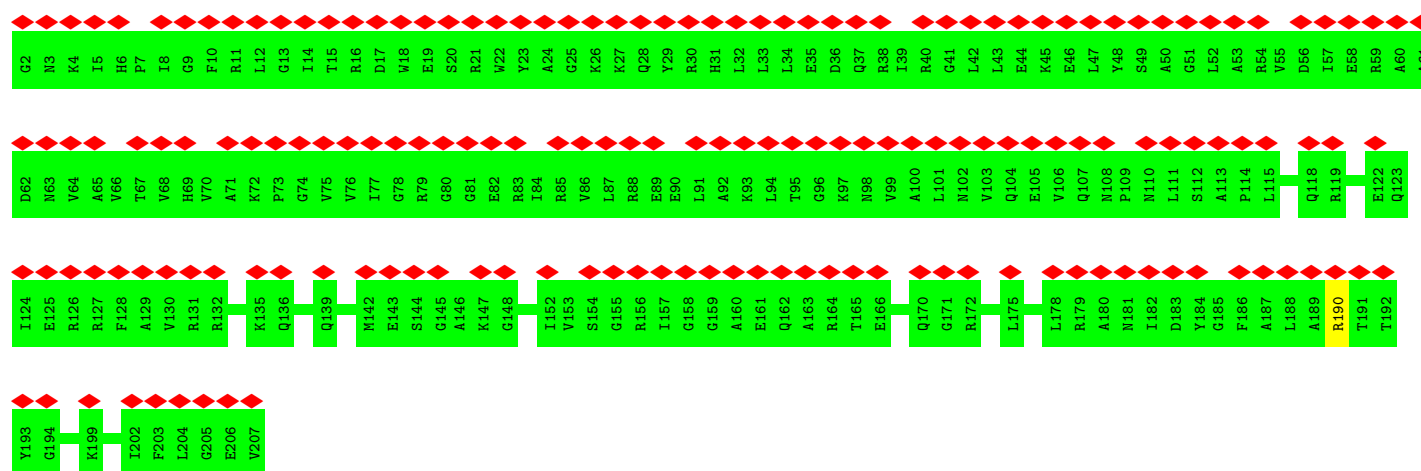 G2 N3 K4 I5 H6 P7 I8 G9 F10 R11 L12 G13 I14 T15 R16 D17 W18 E19 S20 R21 W22 Y23 A24 G25 K26 K27 Q28 Y29 R30 H31 L32 L33 L34 E35 D36 Q37 R38 I39 R40 G41 L42 L43 E44 K45 E46 L47 Y48 S49 A50 G51 L52 A53 R54 V55 D56 I57 E58 R59 A60
D62 N63 V64 A65 V66 T67 V68 H69 V70 A71 K72 P73 G74 V75 V76 I77 G78 R79 G80 G81 E82 R83 I84 R85 V86 L87 R88 E89 E90 L91 A92 K93 L94 T95 G96 K97 N98 V99 A100 L101 N102 V103 Q104 E105 V106 Q107 N108 P109 N110 L111 S112 A113 P114 L115 Q118 R119 E122 Q123
I124 E125 R126 R127 F128 A129 V130 R131 R132 K135 Q136 Q139 M142 E143 S144 G145 A146 K147 G148 I152 V153 S154 G155 R156 I157 G158 G159 A160 E161 Q162 A163 R164 T165 E166 Q170 G171 R172 L175 L178 R179 A180 N181 I182 D183 Y184 G185 F186 A187 L188 A189 R190 T191 T192
Y193 G194 K199 I202 F203 L204 G205 E206 V207